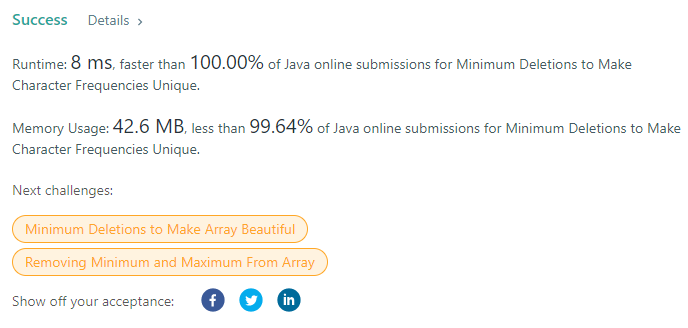 Success Details >
Runtime: 8 ms, faster than 100.00% of Java online submissions for Minimum Deletions to Make
Character Frequencies Unique.
Memory Usage: 42.6 MB, less than 99.64% of Java online submissions for Minimum Deletions to Make
Character Frequencies Unique.
Next challenges:
Minimum Deletions to Make Array Beautiful
Removing Minimum and Maximum From Array
Show off your acceptance: f in